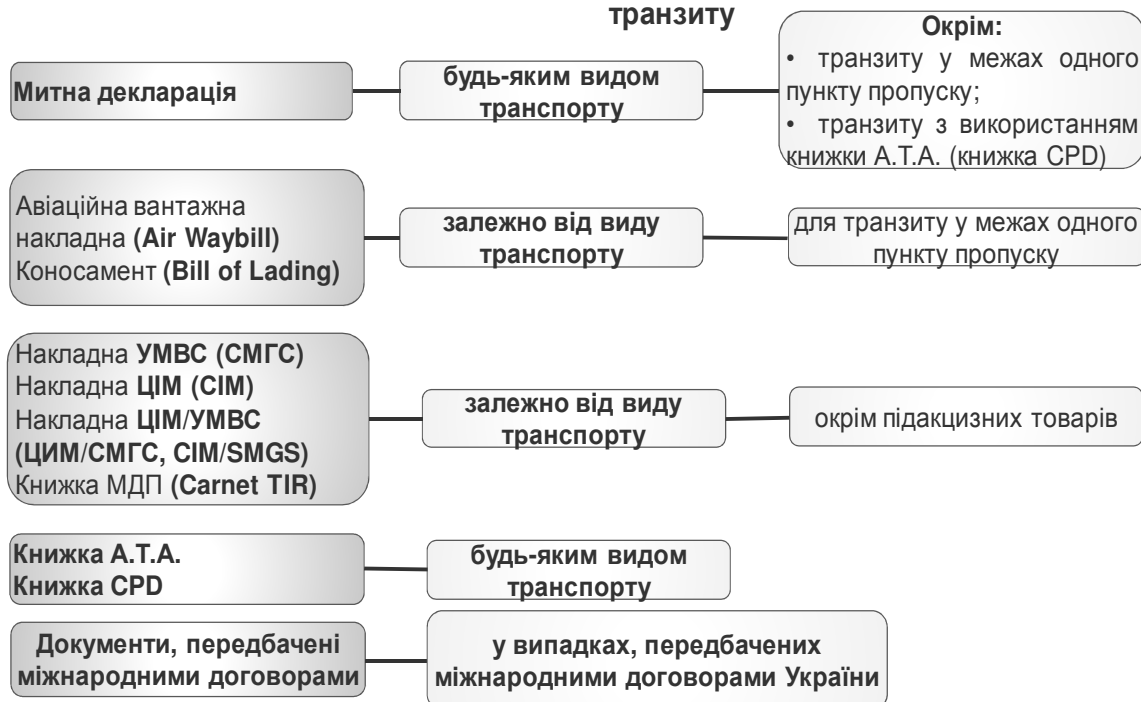 транзиту
Митна декларація
будь-яким видом
транспорту
Окрім:
• транзиту у межах одного
пункту пропуску;
• транзиту з використанням
книжки А.Т.А. (книжка CPD)
Авіаційна вантажна
накладна (Air Waybill)
Коносамент (Bill of Lading)
залежно від виду
транспорту
для транзиту у межах одного
пункту пропуску
Накладна УМВС (СМГС)
Накладна ЦІМ (CIM)
Накладна ЦІМ/УМВС
(ЦИМ/СМГС, CIM/SMGS)
Книжка МДП (Carnet TIR)
залежно від виду
транспорту
окрім підакцизних товарів
Книжка А.Т.А.
Книжка CPD
будь-яким видом
транспорту
Документи, передбачені
міжнародними договорами
у випадках, передбачених
міжнародними договорами України